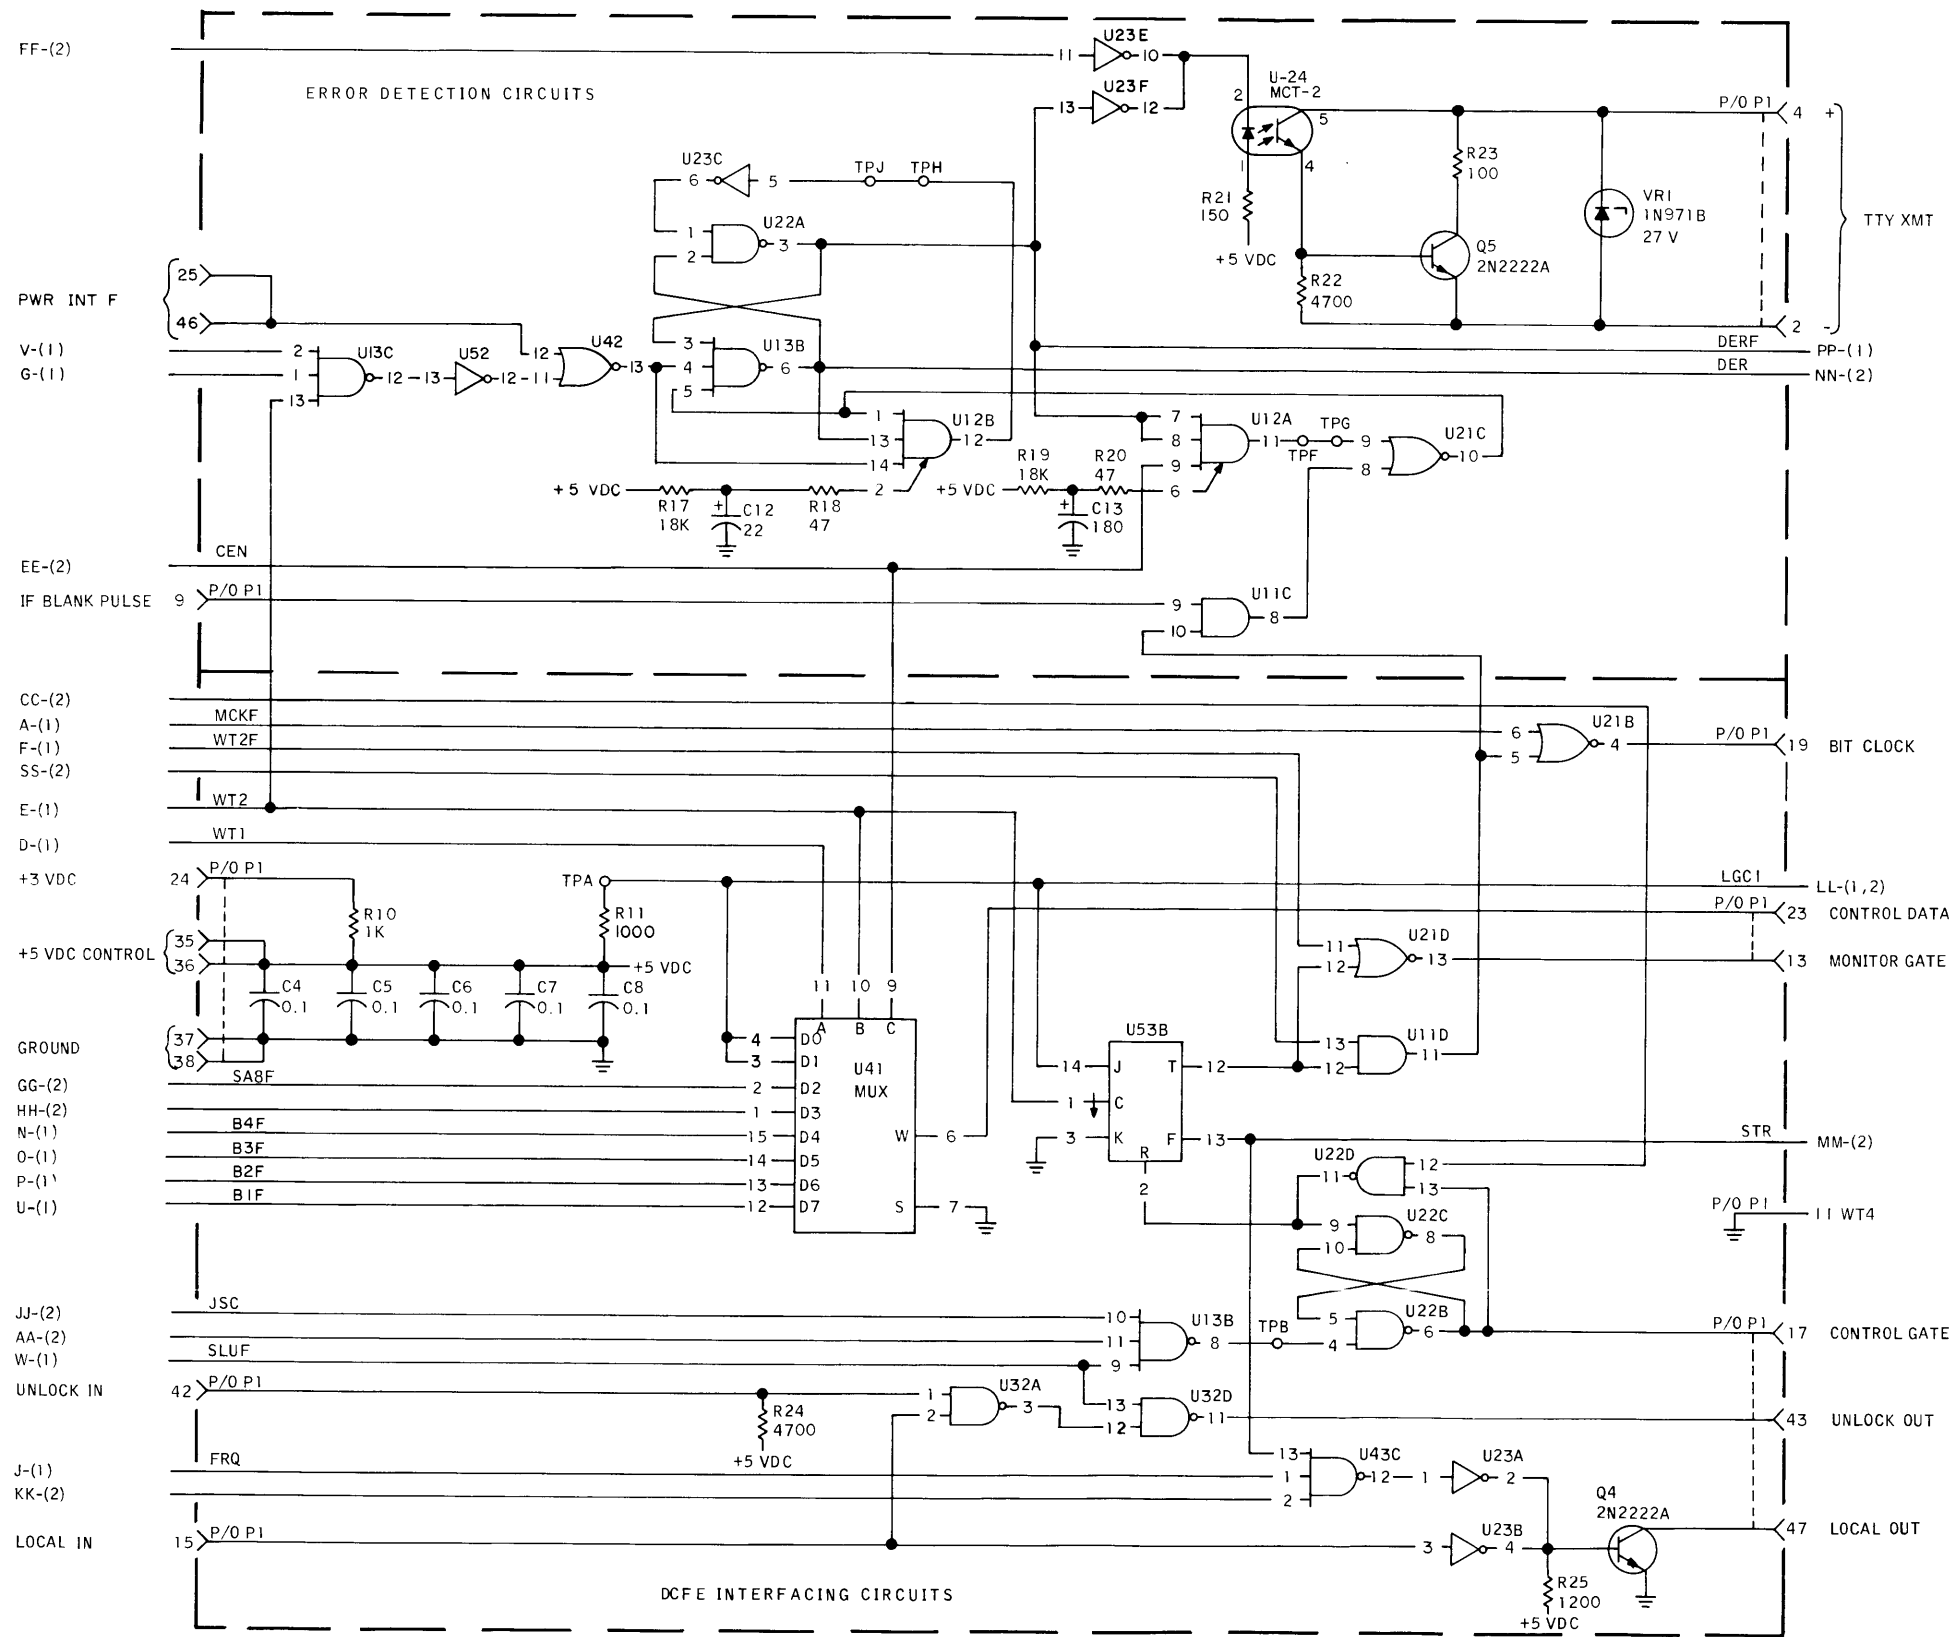 FF-(2)
ERROR DETECTION CIRCUITS
11
U23E
10
13
U23F
12
U-24
MCT-2
2
5
1
4
R21
150
+5 VDC
R22
4700
R23
100
Q5
2N2222A
VR1
1N971B
27 V
P/O P1
4
+
TTY XMT
2
-
U23C
6
5
TPJ
TPH
1
2
U22A
3
PWR INT F
25
46
V-(1)
G-(1)
2
1
13
U13C
12
13
U52
12
11
12
U42
13
3
4
5
U13B
6
DERF
PP-(1)
DER
NN-(2)
1
13
14
U12B
12
2
+5 VDC
R17
18K
C12
22
+
R18
47
+5 VDC
R19
18K
R20
47
C13
180
+
7
8
9
6
U12A
11
TPF
TPG
9
8
U21C
10
EE-(2)
CEN
IF BLANK PULSE
9
P/O P1
9
10
U11C
8
CC-(2)
A-(1)
MCKF
F-(1)
WT2F
SS-(2)
E-(1)
WT2
D-(1)
WT1
6
5
U21B
4
P/O P1
19
BIT CLOCK
+3 VDC
24
P/O P1
R10
1K
TPA
R11
1000
+5 VDC
LGC1
LL-(1,2)
P/O P1
23
CONTROL DATA
+5 VDC CONTROL
35
36
C4
0.1
C5
0.1
C6
0.1
C7
0.1
C8
0.1
11
10
9
11
12
U21D
13
13
MONITOR GATE
GROUND
37
38
A
B
C
4
D0
3
D1
2
D2
1
D3
15
D4
14
D5
13
D6
12
D7
U41
MUX
W
6
S
7
GG-(2)
SA8F
HH-(2)
N-(1)
B4F
O-(1)
B3F
P-(1)
B2F
U-(1)
B1F
U53B
14
J
T
12
1
C
3
K
F
13
R
2
13
12
U11D
11
STR
MM-(2)
U22D
11
12
13
9
10
U22C
8
P/O P1
11 WT4
JJ-(2)
JSC
AA-(2)
W-(1)
SLUF
10
11
9
U13B
8
TPB
5
4
U22B
6
P/O P1
17
CONTROL GATE
UNLOCK IN
42
P/O P1
R24
4700
+5 VDC
1
2
U32A
3
13
12
U32D
11
43
UNLOCK OUT
J-(1)
FRQ
KK-(2)
13
1
2
U43C
12
1
U23A
2
LOCAL IN
15
P/O P1
3
U23B
4
Q4
2N2222A
47
LOCAL OUT
R25
1200
+5 VDC
DCFE INTERFACING CIRCUITS